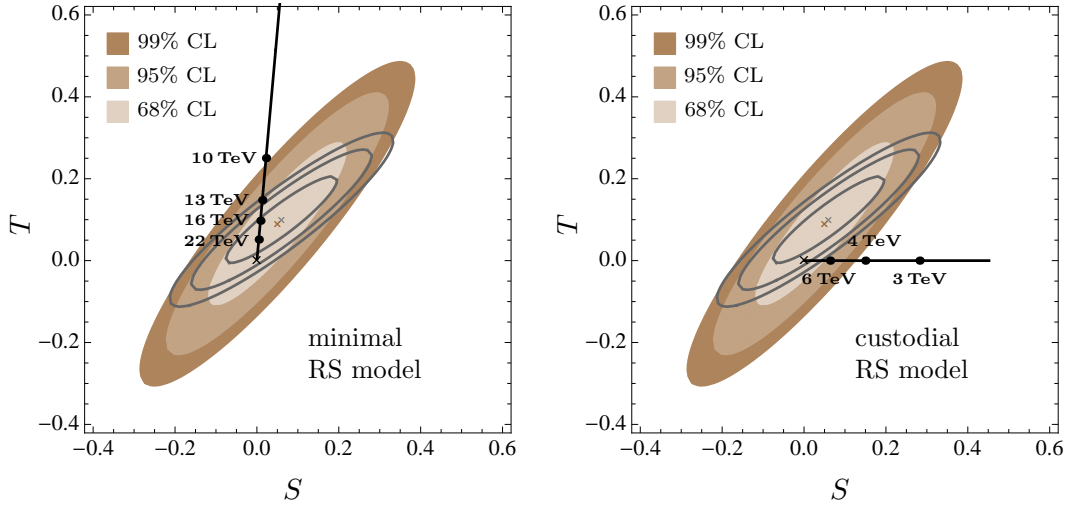 0.6
0.4
0.2
0.0
−0.2
−0.4
T
99% CL
95% CL
68% CL
10 TeV
13 TeV
16 TeV
22 TeV
minimal
RS model
−0.4 −0.2 0.0 0.2 0.4 0.6
S
0.6
0.4
0.2
0.0
−0.2
−0.4
T
99% CL
95% CL
68% CL
4 TeV
6 TeV 3 TeV
custodial
RS model
−0.4 −0.2 0.0 0.2 0.4 0.6
S